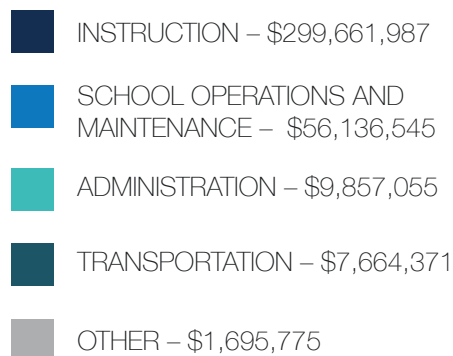 INSTRUCTION – $299,661,987
SCHOOL OPERATIONS AND
MAINTENANCE –  $56,136,545
ADMINISTRATION – $9,857,055
TRANSPORTATION – $7,664,371
OTHER – $1,695,775